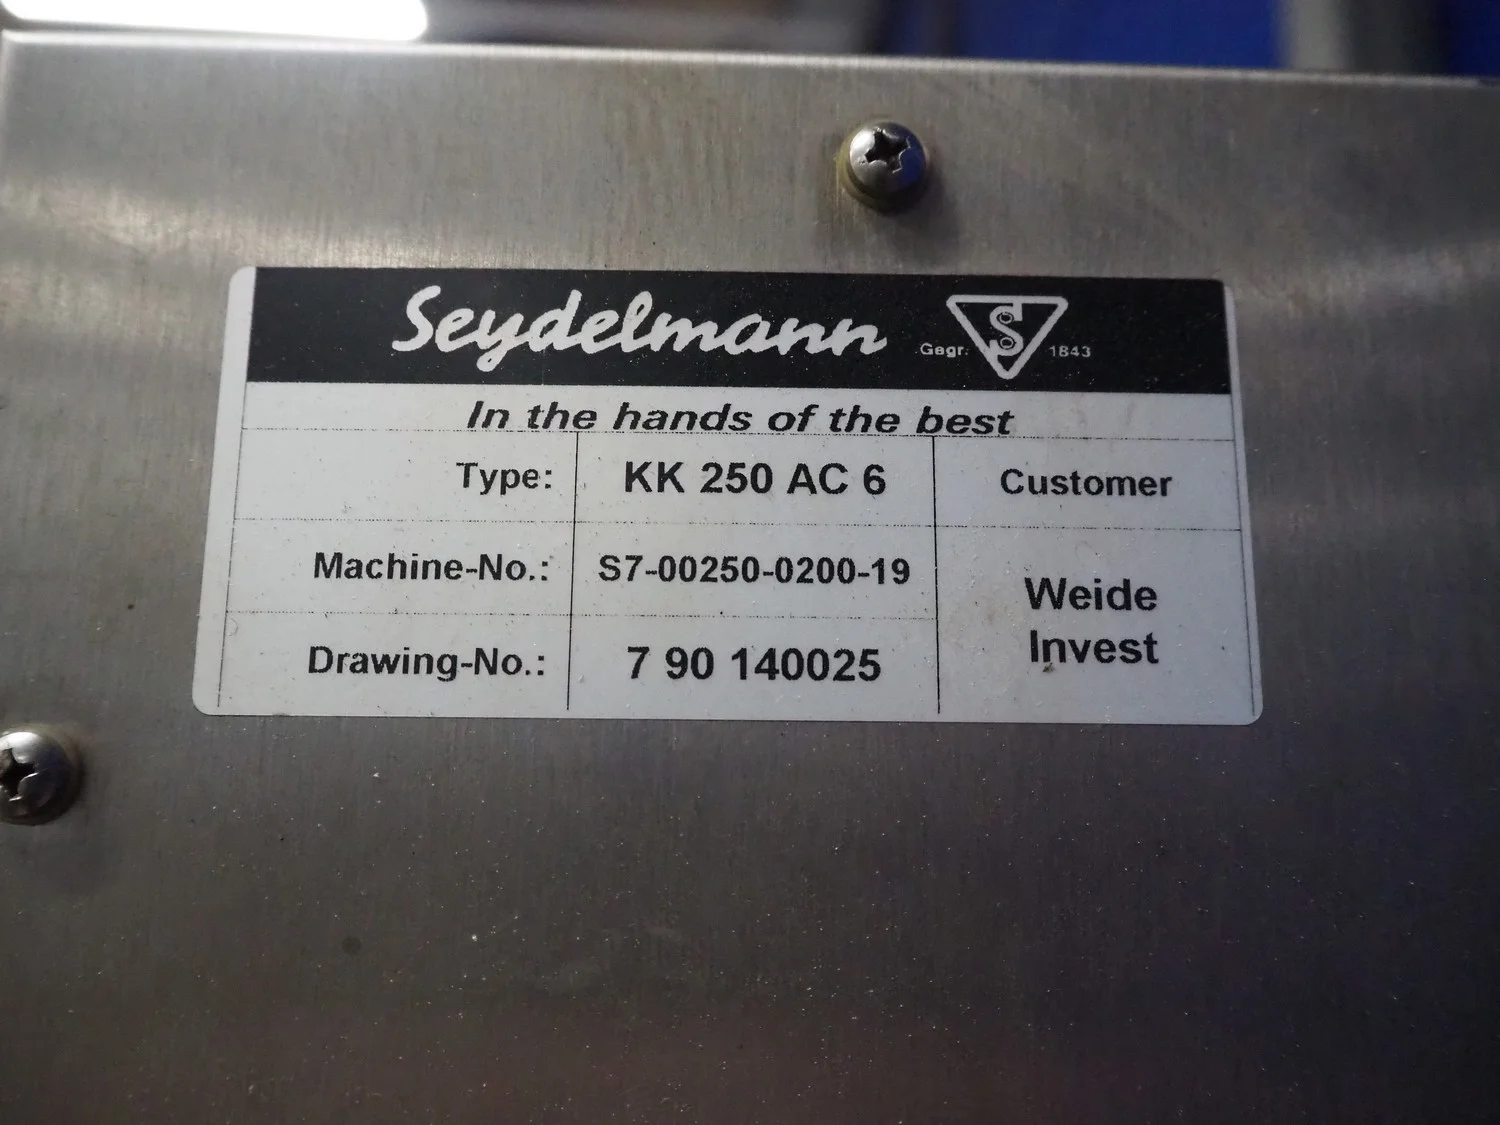 Seydelmann
Gegr. S 1843
In the hands of the best
Type: KK 250 AC 6 Customer
Machine-No.: S7-00250-0200-19
Weide
Invest
Drawing-No.: 7 90 140025